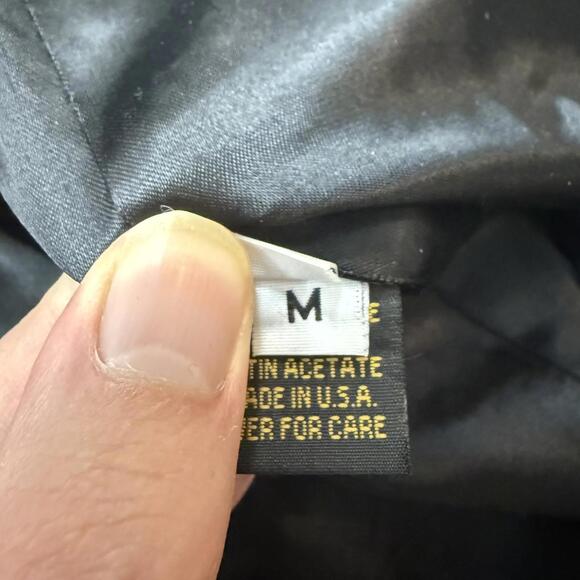 M
E
TIN ACETATE
ADE IN U.S.A.
ER FOR CARE